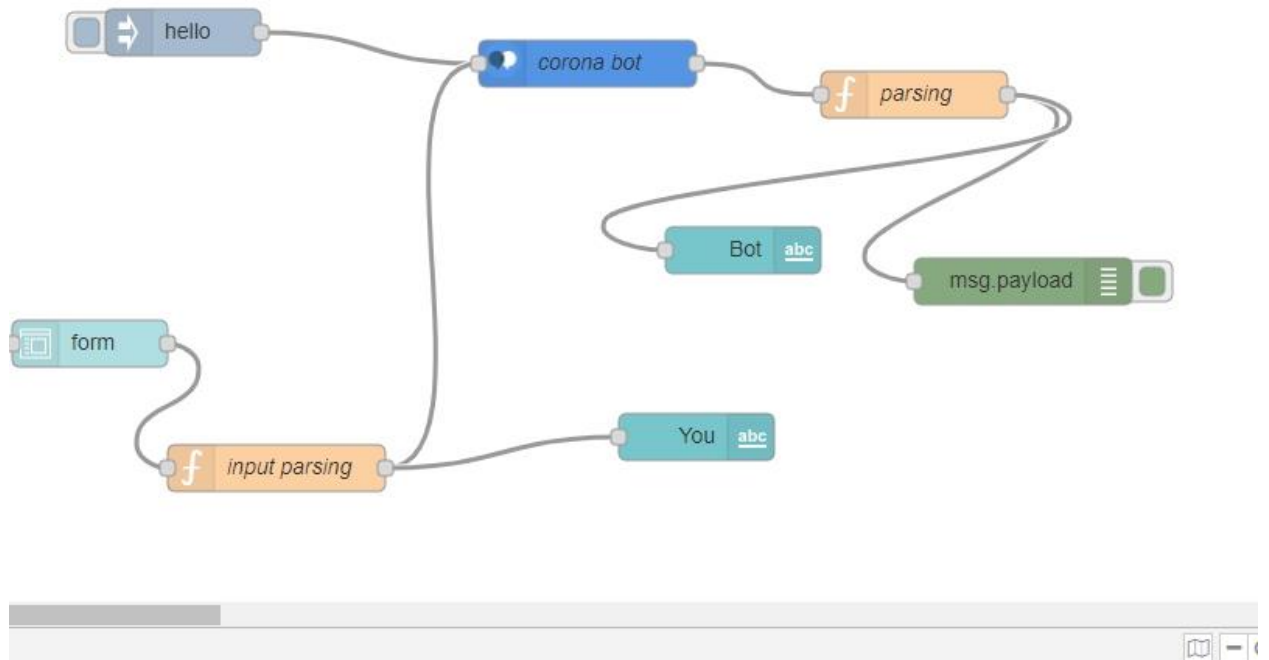 hello
corona bot
parsing
Bot abc
msg.payload
form
You abc
input parsing